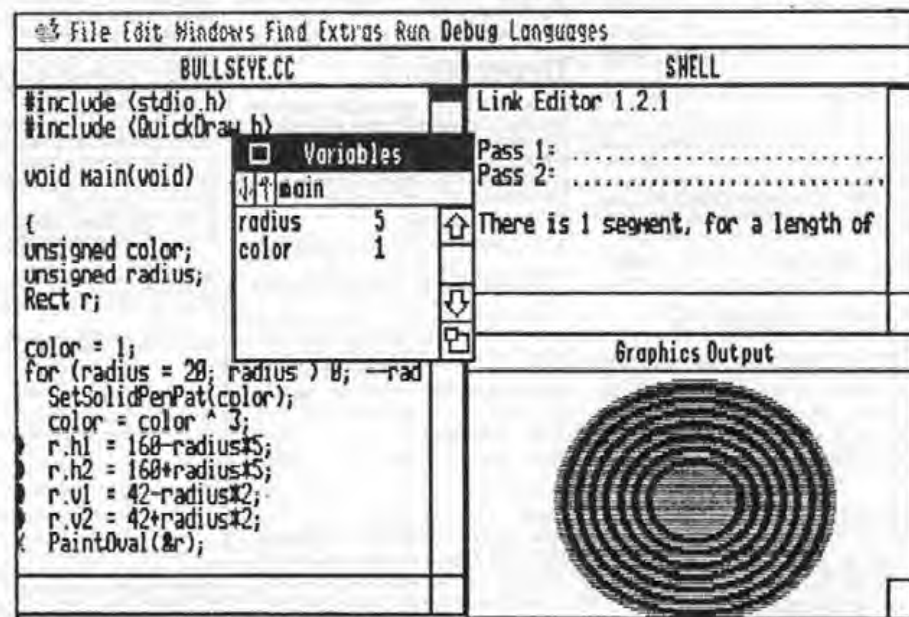 File Edit Windows Find Extras Run Debug Languages
BULLSEYE.CC
#include <stdio.h>
#include <QuickDraw.h>
void main(void)
{
unsigned color;
unsigned radius;
Rect r;
color = 1;
for (radius = 20; radius > 0; --rad
SetSolidPenPat(color);
color = color ^ 3;
r.h1 = 160-radius*5;
r.h2 = 160+radius*5;
r.v1 = 42-radius*2;
r.v2 = 42+radius*2;
PaintOval(&r);
Variables
main
radius 5
color 1
SHELL
Link Editor 1.2.1
Pass 1: ..............................
Pass 2: ..............................
There is 1 segment, for a length of
Graphics Output